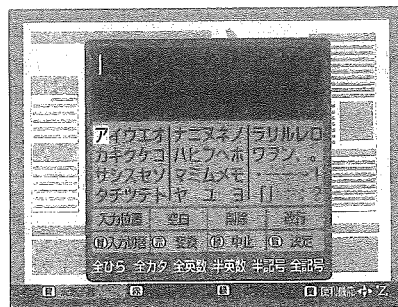 アイウエオ ナニヌネノ ラリルレロ
カキクケコ ハヒフヘホ ワヲン、。
サシスセソ マミムメモ
タチツテト ヤ ユ ヨ
入力位置 空白 削除 改行
入力切替 変換 中止 決定
全ひら 全カタ 全英数 半英数 半記号 全記号